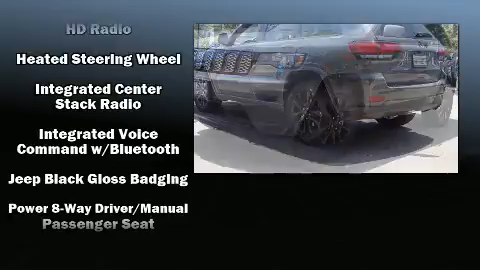 HD Radio
Heated Steering Wheel
Integrated Center
Stack Radio
Integrated Voice
Command w/Bluetooth
Jeep Black Gloss Badging
Power 8-Way Driver/Manual
Passenger Seat